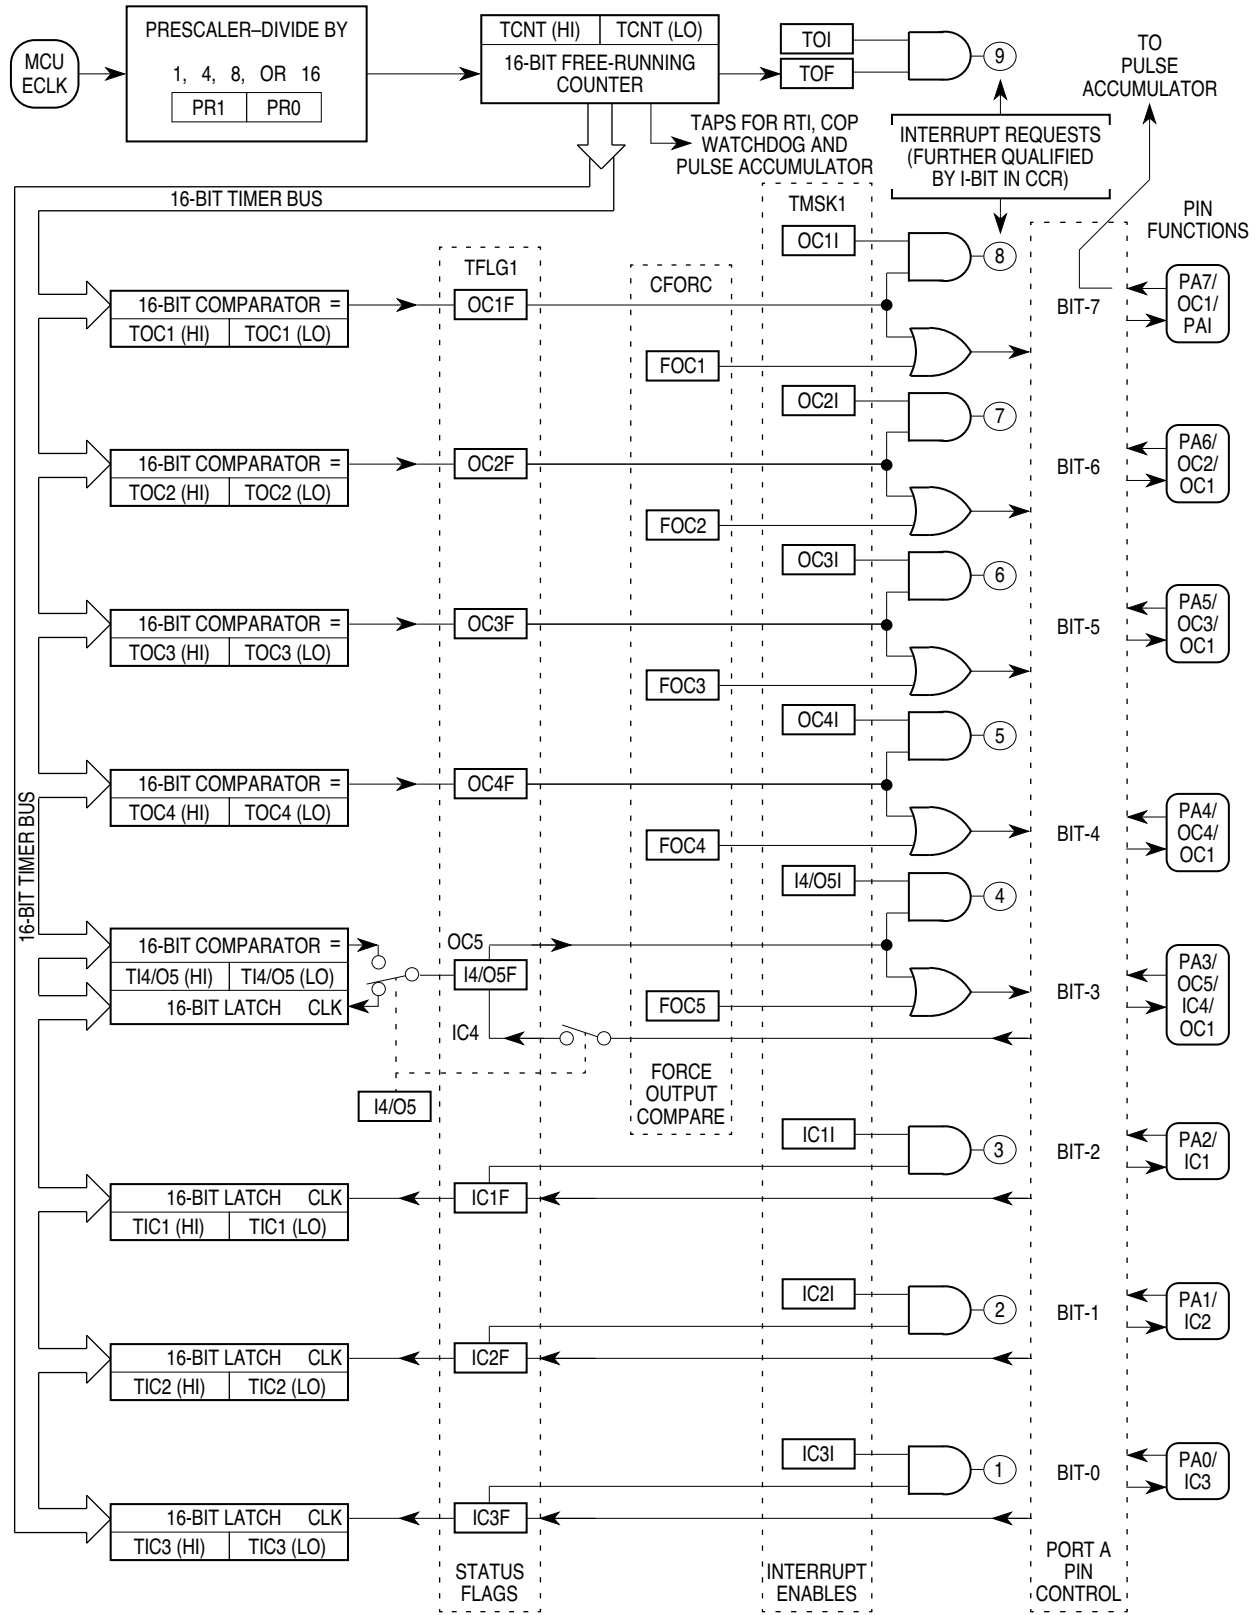 MCU
ECLK
PRESCALER–DIVIDE BY
1, 4, 8, OR 16
PR1 PR0
TCNT (HI) TCNT (LO)
16-BIT FREE-RUNNING
COUNTER
TOI
TOF
9
TO
PULSE
ACCUMULATOR
TAPS FOR RTI, COP
WATCHDOG AND
PULSE ACCUMULATOR
INTERRUPT REQUESTS
(FURTHER QUALIFIED
BY I-BIT IN CCR)
16-BIT TIMER BUS
16-BIT TIMER BUS
TFLG1
CFORC
TMSK1
PIN
FUNCTIONS
OC1I
8
16-BIT COMPARATOR =
TOC1 (HI) TOC1 (LO)
OC1F
FOC1
BIT-7
PA7/
OC1/
PAI
OC2I
7
16-BIT COMPARATOR =
TOC2 (HI) TOC2 (LO)
OC2F
FOC2
BIT-6
PA6/
OC2/
OC1
OC3I
6
16-BIT COMPARATOR =
TOC3 (HI) TOC3 (LO)
OC3F
FOC3
BIT-5
PA5/
OC3/
OC1
OC4I
5
16-BIT COMPARATOR =
TOC4 (HI) TOC4 (LO)
OC4F
FOC4
BIT-4
PA4/
OC4/
OC1
I4/O5I
4
16-BIT COMPARATOR =
TI4/O5 (HI) TI4/O5 (LO)
16-BIT LATCH CLK
OC5
I4/O5F
IC4
FOC5
BIT-3
PA3/
OC5/
IC4/
OC1
I4/O5
FORCE
OUTPUT
COMPARE
IC1I
3
16-BIT LATCH CLK
TIC1 (HI) TIC1 (LO)
IC1F
BIT-2
PA2/
IC1
IC2I
2
16-BIT LATCH CLK
TIC2 (HI) TIC2 (LO)
IC2F
BIT-1
PA1/
IC2
IC3I
1
16-BIT LATCH CLK
TIC3 (HI) TIC3 (LO)
IC3F
BIT-0
PA0/
IC3
STATUS
FLAGS
INTERRUPT
ENABLES
PORT A
PIN
CONTROL